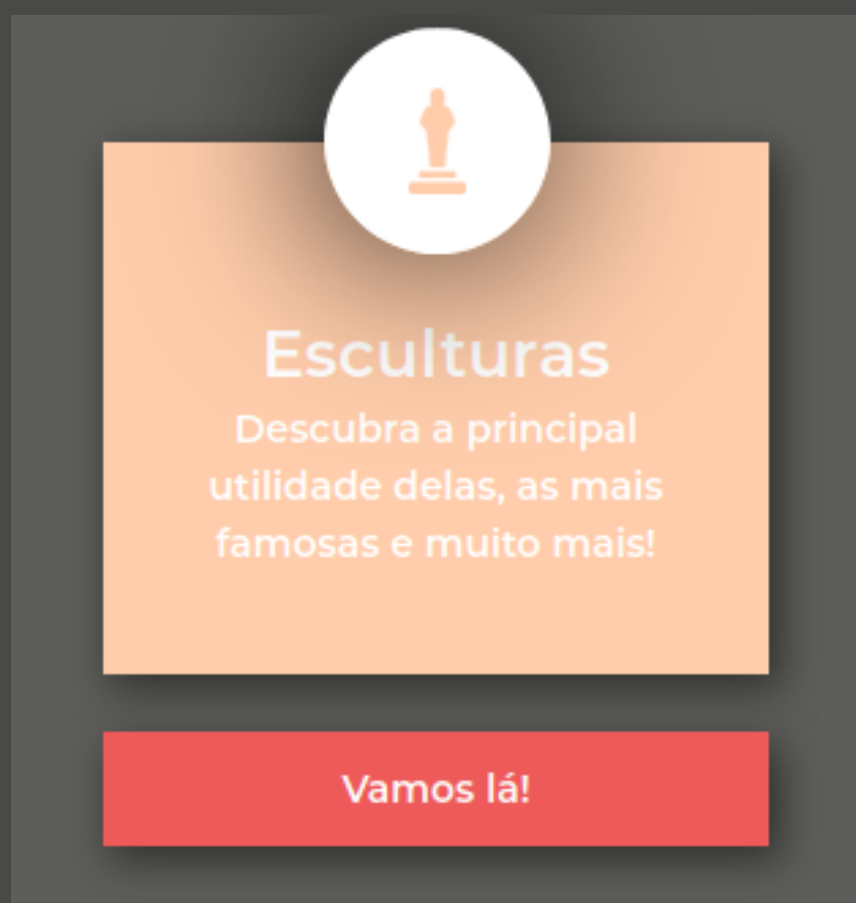 Esculturas
Descubra a principal
utilidade delas, as mais
famosas e muito mais!
Vamos lá!